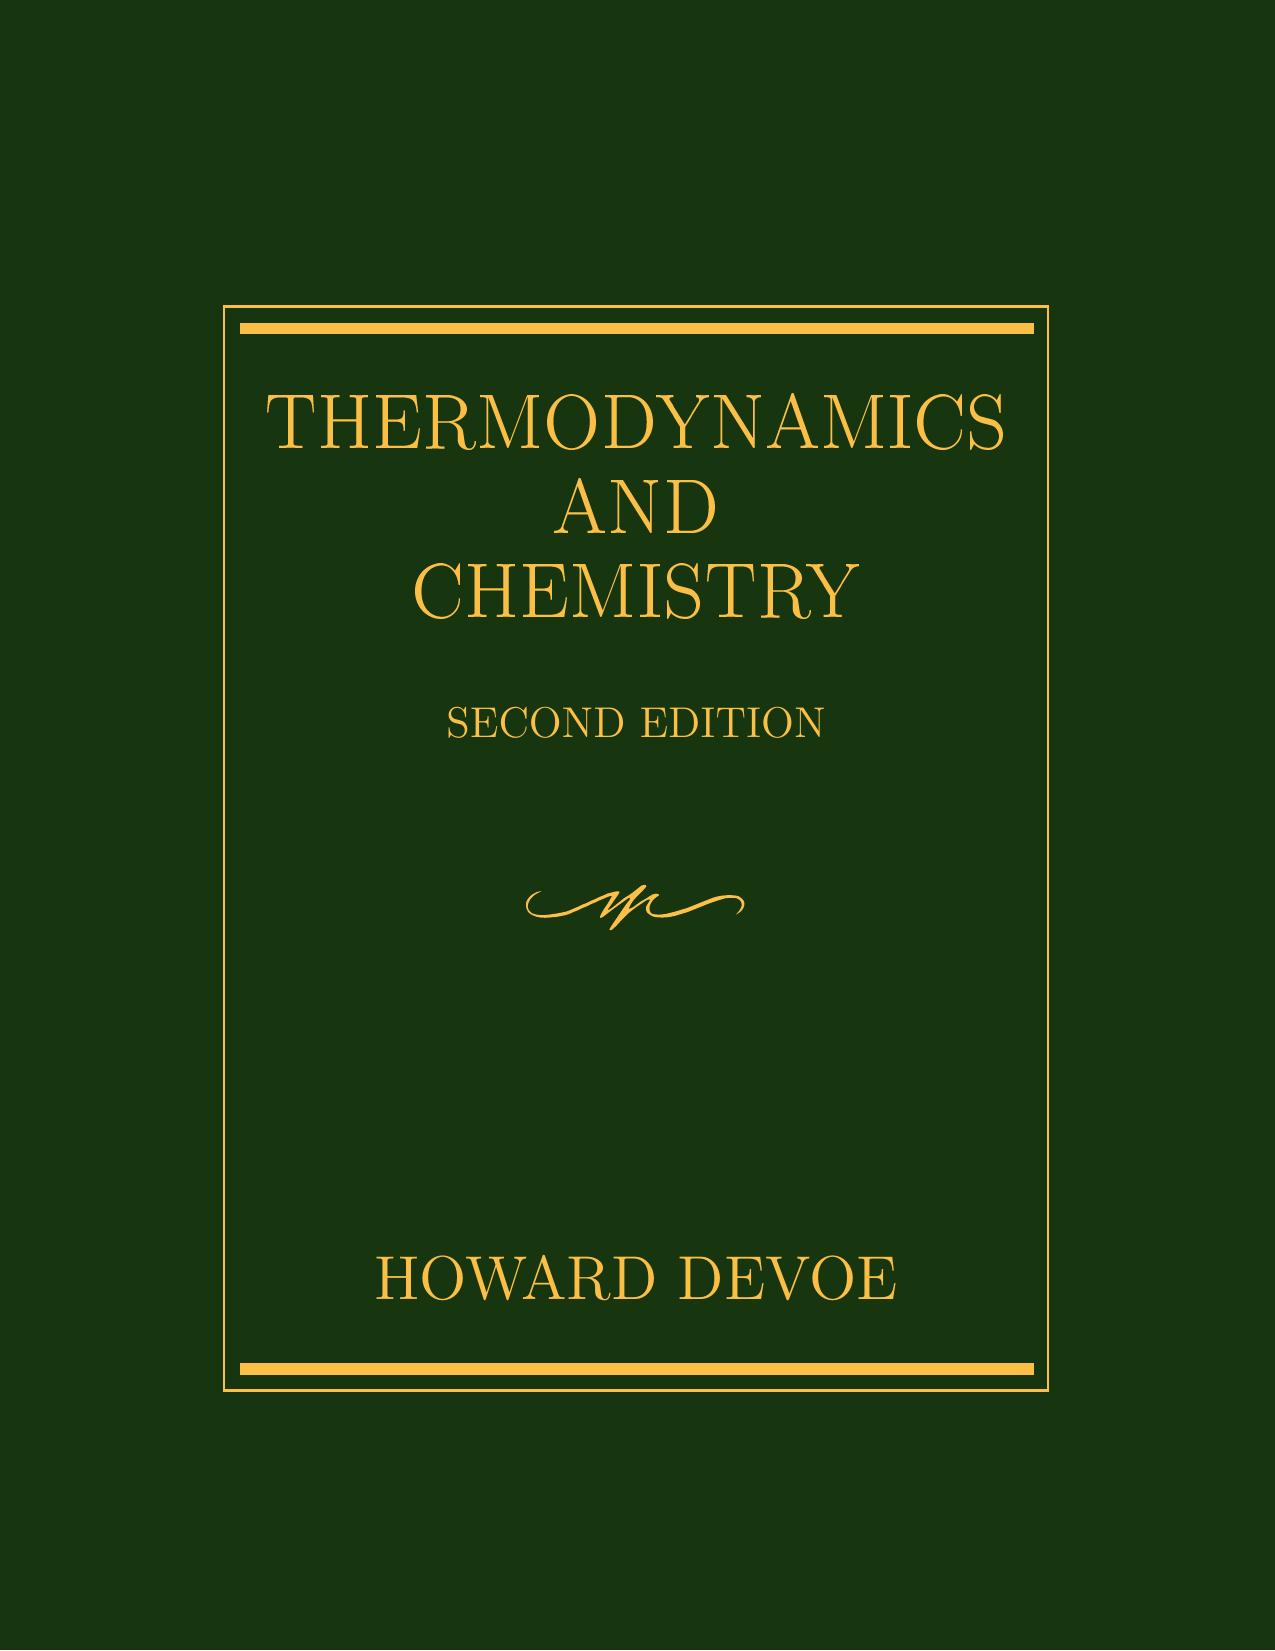 THERMODYNAMICS
AND
CHEMISTRY
SECOND EDITION
HOWARD DEVOE